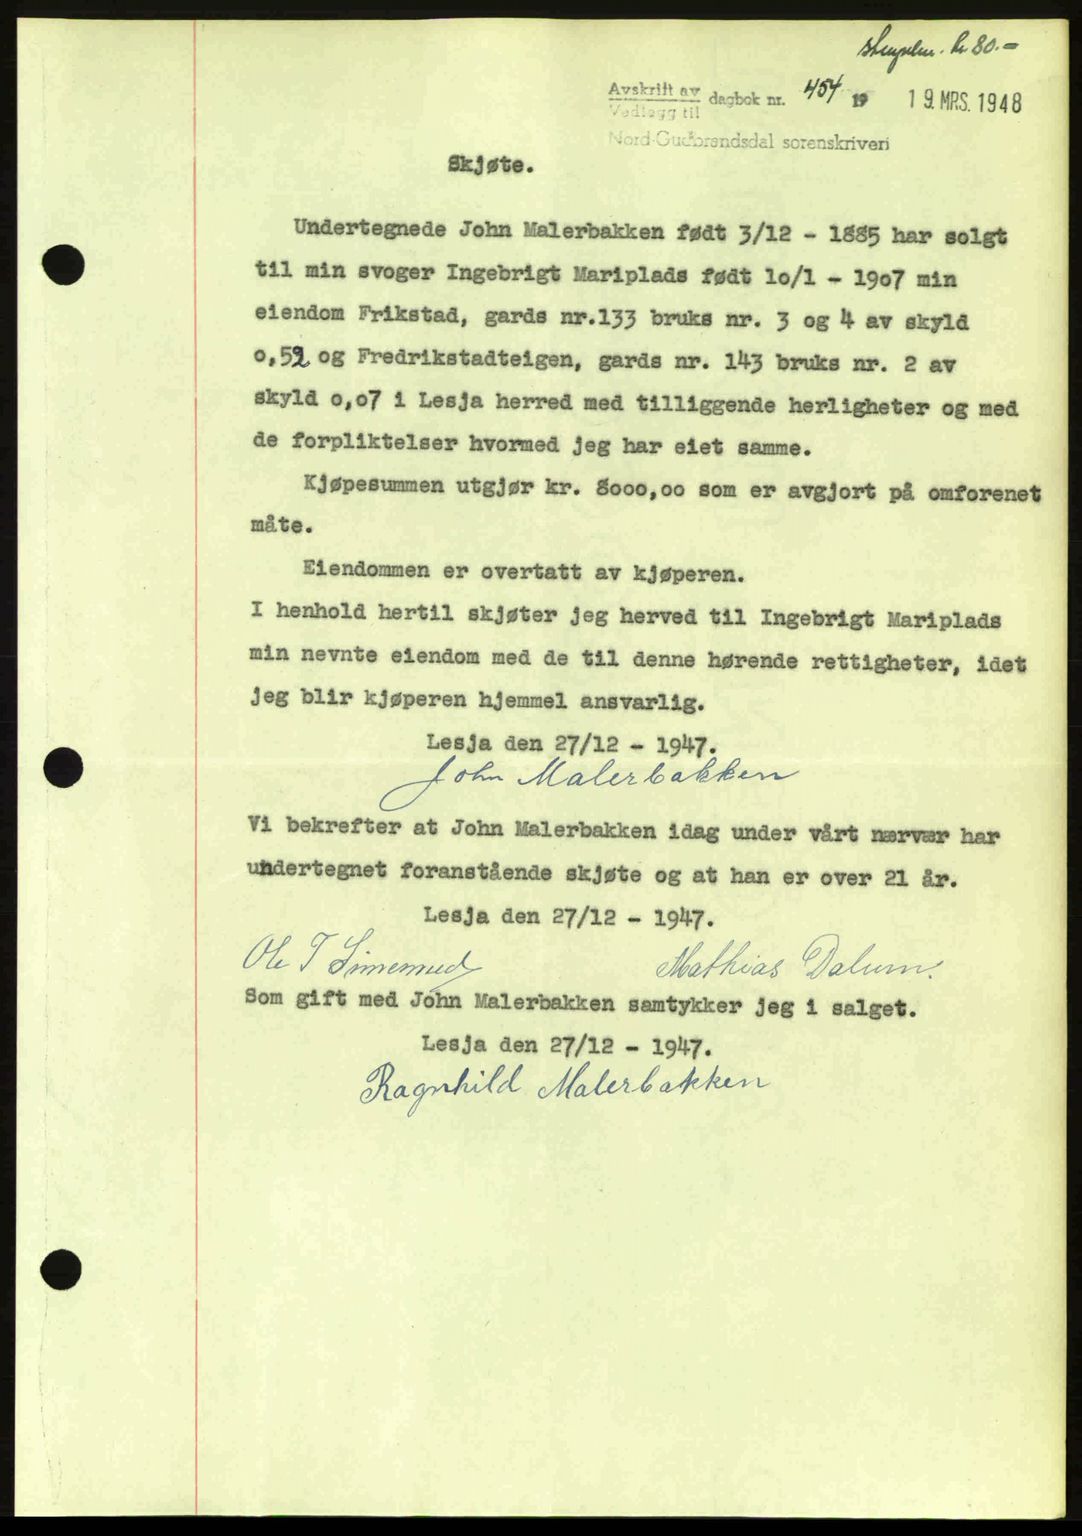 stempelm. kr 80.-
Avskrift av dagbok nr. 454 19 19. MRS. 1948
Vedlegg til
Nord-Gudbrandsdal sorenskriveri
Skjøte.
Undertegnede John Malerbakken født 3/12 - 1885 har solgt
til min svoger Ingebrigt Mariplads født 1o/1 - 19o7 min
eiendom Frikstad, gards nr.133 bruks nr. 3 og 4 av skyld
o,52 og Fredrikstadteigen, gards nr. 143 bruks nr. 2 av
skyld o,o7 i Lesja herred med tilliggende herligheter og med
de forpliktelser hvormed jeg har eiet samme.
Kjøpesummen utgjør kr. 8ooo,oo som er avgjort på omforenet
måte.
Eiendommen er overtatt av kjøperen.
I henhold hertil skjøter jeg herved til Ingebrigt Mariplads
min nevnte eiendom med de til denne hørende rettigheter, idet
jeg blir kjøperen hjemmel ansvarlig.
Lesja den 27/12 - 1947.
John Malerbakken
Vi bekrefter at John Malerbakken idag under vårt nærvær har
undertegnet foranstående skjøte og at han er over 21 år.
Lesja den 27/12 - 1947.
Ole T Mathias Dalum.
Som gift med John Malerbakken samtykker jeg i salget.
Lesja den 27/12 - 1947.
Ragnhild Malerbakken